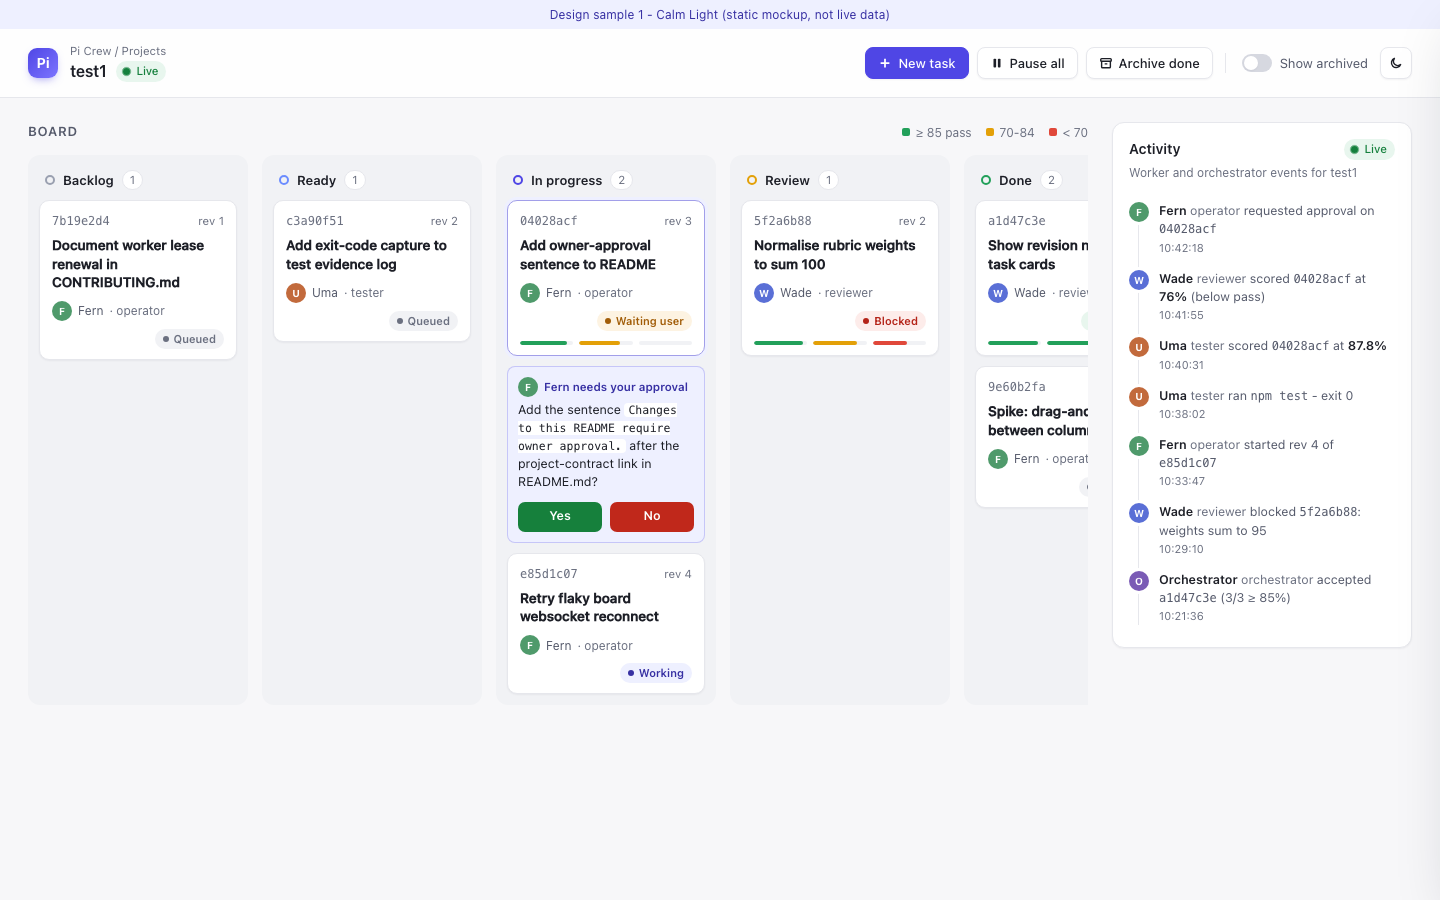 Design sample 1 - Calm Light (static mockup, not live data)
Pi
Pi Crew / Projects
test1
Live
New task
Pause all
Archive done
Show archived
BOARD
≥ 85 pass
70-84
< 70
Backlog 1
7b19e2d4 rev 1
Document worker lease
renewal in
CONTRIBUTING.md
F Fern · operator
Queued
Ready 1
c3a90f51 rev 2
Add exit-code capture to
test evidence log
U Uma · tester
Queued
In progress 2
04028acf rev 3
Add owner-approval
sentence to README
F Fern · operator
Waiting user
F Fern needs your approval
Add the sentence Changes
to this README require
owner approval. after the
project-contract link in
README.md?
Yes
No
e85d1c07 rev 4
Retry flaky board
websocket reconnect
F Fern · operator
Working
Review 1
5f2a6b88 rev 2
Normalise rubric weights
to sum 100
W Wade · reviewer
Blocked
Done 2
a1d47c3e
Show revision
task cards
W Wade
9e60b2fa
Spike:
between
F Fern
Activity
Live
Worker and orchestrator events for test1
F Fern operator requested approval on
04028acf
10:42:18
W Wade reviewer scored 04028acf at
76% (below pass)
10:41:55
U Uma tester scored 04028acf at 87.8%
10:40:31
U Uma tester ran npm test - exit 0
10:38:02
F Fern operator started rev 4 of
e85d1c07
10:33:47
W Wade reviewer blocked 5f2a6b88:
weights sum to 95
10:29:10
O Orchestrator orchestrator accepted
a1d47c3e (3/3 ≥ 85%)
10:21:36